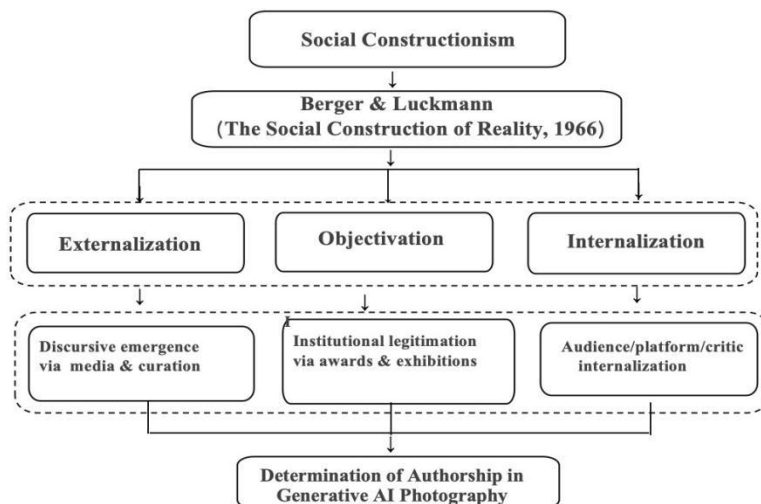 Social Constructionism
Berger & Luckmann
(The Social Construction of Reality, 1966)
Externalization
Objectivation
Internalization
Discursive emergence
via media & curation
I
Institutional legitimation
via awards & exhibitions
Audience/platform/critic
internalization
Determination of Authorship in
Generative AI Photography